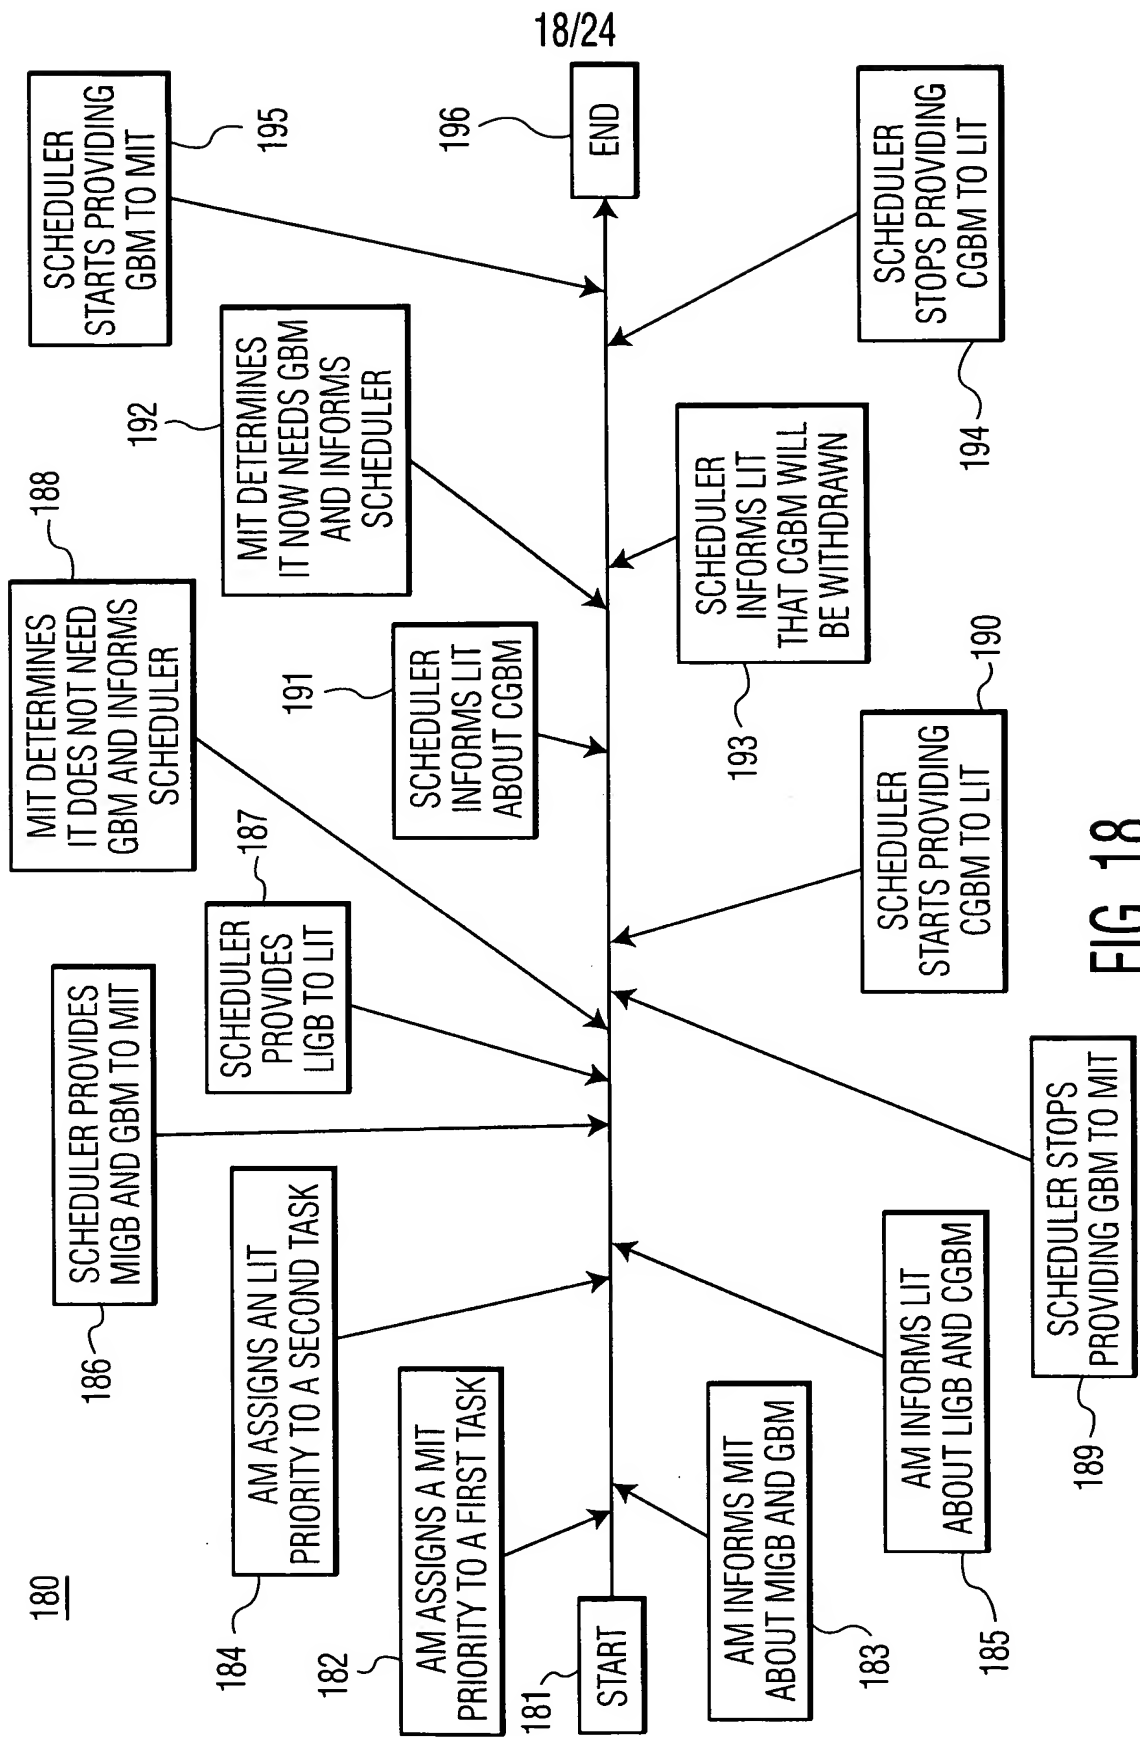 18/24
180
181
START
182
AM ASSIGNS A MIT
PRIORITY TO A FIRST TASK
183
AM INFORMS MIT
ABOUT MIGB AND GBM
184
AM ASSIGNS AN LIT
PRIORITY TO A SECOND TASK
185
AM INFORMS LIT
ABOUT LIGB AND CGBM
186
SCHEDULER PROVIDES
MIGB AND GBM TO MIT
187
SCHEDULER
PROVIDES
LIGB TO LIT
188
MIT DETERMINES
IT DOES NOT NEED
GBM AND INFORMS
SCHEDULER
189
SCHEDULER STOPS
PROVIDING GBM TO MIT
190
SCHEDULER
STARTS PROVIDING
CGBM TO LIT
191
SCHEDULER
INFORMS LIT
ABOUT CGBM
192
MIT DETERMINES
IT NOW NEEDS GBM
AND INFORMS
SCHEDULER
193
SCHEDULER
INFORMS LIT
THAT CGBM WILL
BE WITHDRAWN
194
SCHEDULER
STOPS PROVIDING
CGBM TO LIT
195
SCHEDULER
STARTS PROVIDING
GBM TO MIT
196
END
FIG. 18